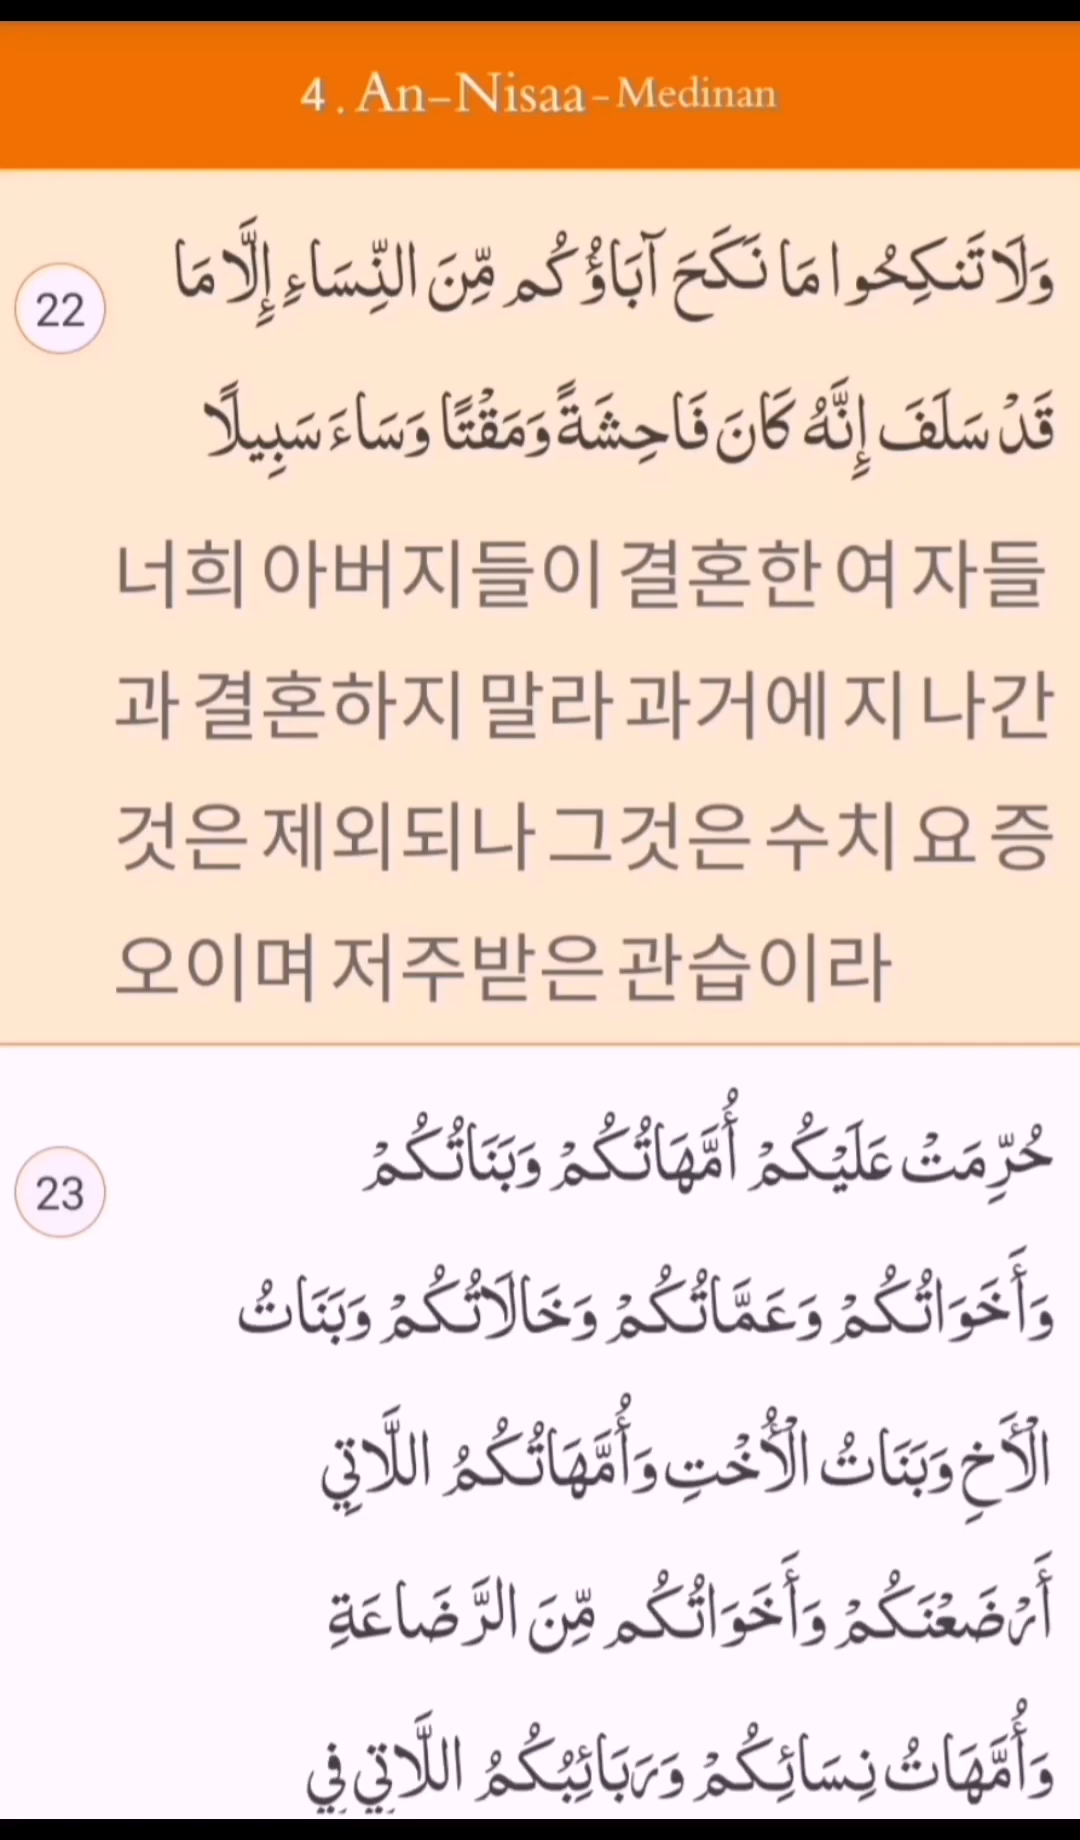 4. An-Nisaa - Medinan
22
وَلَا تَنكِحُوا مَا نَكَحَ آبَاؤُكُم مِّنَ النِّسَاءِ إِلَّا مَا
قَدْ سَلَفَ إِنَّهُ كَانَ فَاحِشَةً وَمَقْتًا وَسَاءَ سَبِيلًا
너희 아버지들이 결혼한 여 자들
과 결혼하지 말라 과거에 지 나간
것은 제외되나 그것은 수치 요 증
오이며 저주받은 관습이라
23
حُرِّمَتْ عَلَيْكُمْ أُمَّهَاتُكُمْ وَبَنَاتُكُمْ
وَأَخَوَاتُكُمْ وَعَمَّاتُكُمْ وَخَالَاتُكُمْ وَبَنَاتُ
الْأَخِ وَبَنَاتُ الْأُخْتِ وَأُمَّهَاتُكُمُ اللَّاتِي
أَرْضَعْنَكُمْ وَأَخَوَاتُكُم مِّنَ الرَّضَاعَةِ
وَأُمَّهَاتُ نِسَائِكُمْ وَرَبَائِبُكُمُ اللَّاتِي فِي